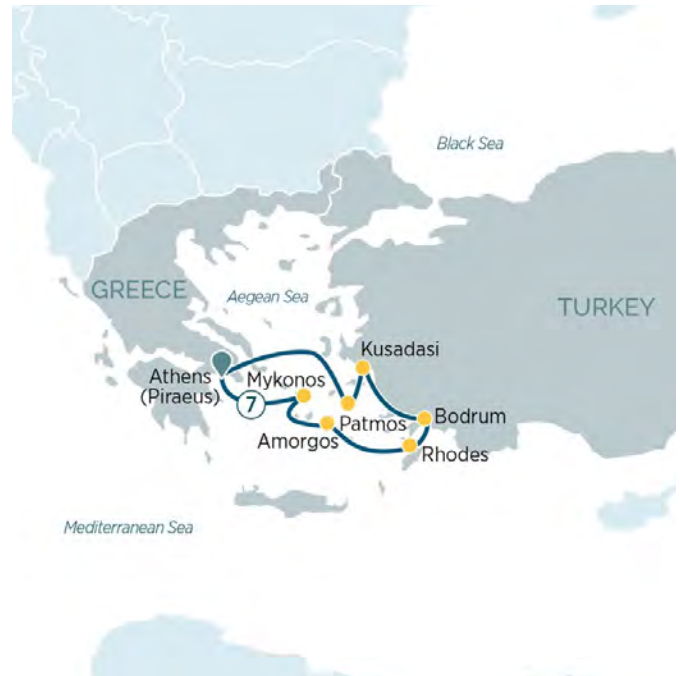 Black Sea
GREECE
Aegean Sea
TURKEY
Kusadasi
Athens
(Piraeus)
Mykonos
7
Patmos
Bodrum
Amorgos
Rhodes
Mediterranean Sea